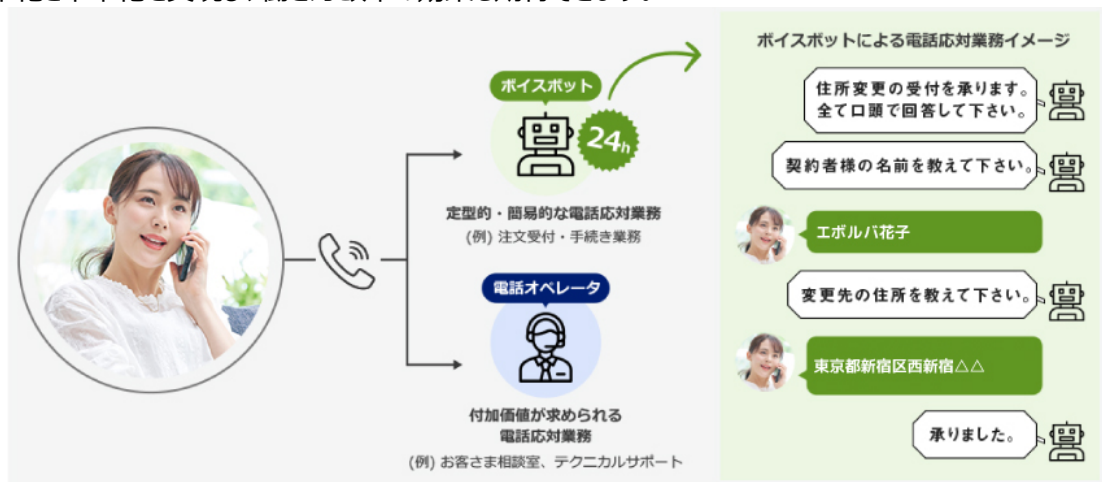 ボイスボットによる電話応対業務イメージ
ボイスボット
24h
定型的・簡易的な電話応対業務
(例) 注文受付・手続き業務
電話オペレータ
付加価値が求められる
電話応対業務
(例) お客さま相談室、テクニカルサポート
住所変更の受付を承ります。
全て口頭で回答して下さい。
契約者様の名前を教えて下さい。
エボルバ花子
変更先の住所を教えて下さい。
東京都新宿区西新宿△△
承りました。